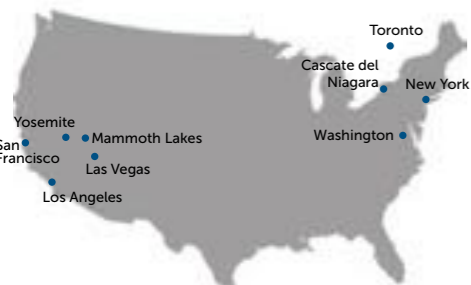 Toronto
Cascate del
Niagara
New York
Washington
Yosemite
San
Francisco
Mammoth Lakes
Las Vegas
Los Angeles